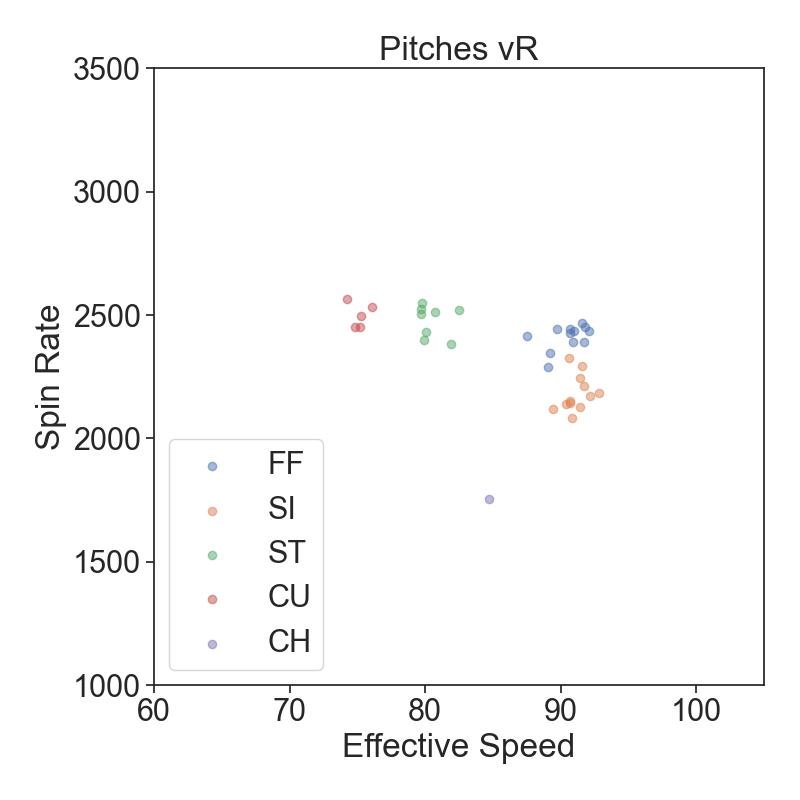 Pitches vR
3500
3000
2500
2000
1500
1000
Spin Rate
FF
SI
ST
CU
CH
60 70 80 90 100
Effective Speed